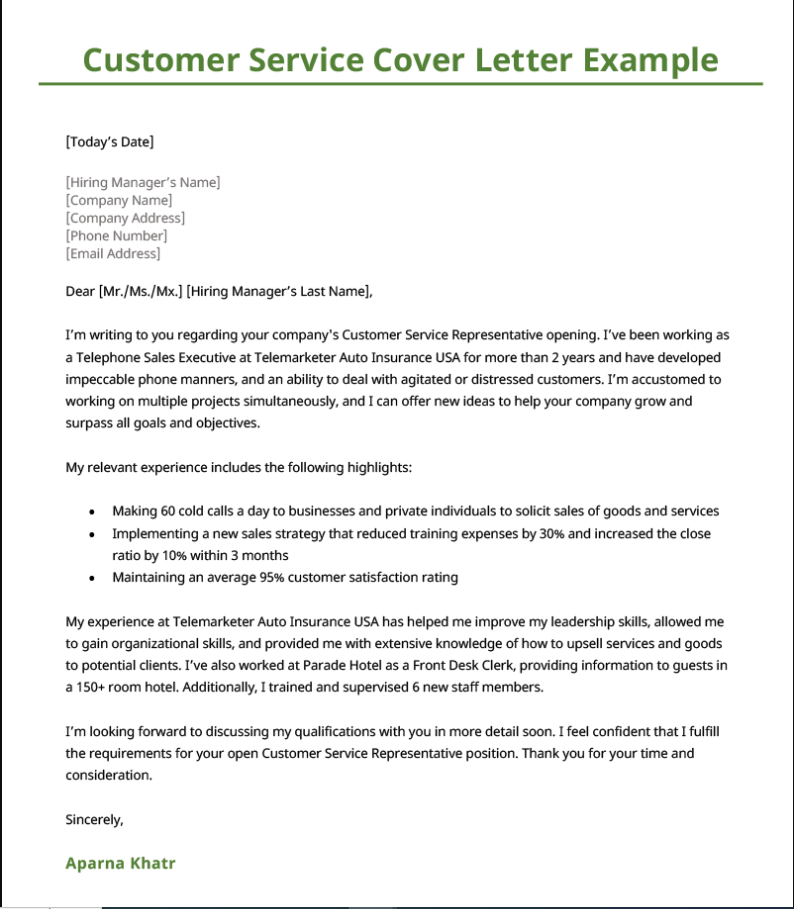 Customer Service Cover Letter Example
[Today’s Date]
[Hiring Manager’s Name]
[Company Name]
[Company Address]
[Phone Number]
[Email Address]
Dear [Mr./Ms./Mx.] [Hiring Manager’s Last Name],
I’m writing to you regarding your company's Customer Service Representative opening. I’ve been working as
a Telephone Sales Executive at Telemarketer Auto Insurance USA for more than 2 years and have developed
impeccable phone manners, and an ability to deal with agitated or distressed customers. I’m accustomed to
working on multiple projects simultaneously, and I can offer new ideas to help your company grow and
surpass all goals and objectives.
My relevant experience includes the following highlights:
• Making 60 cold calls a day to businesses and private individuals to solicit sales of goods and services
• Implementing a new sales strategy that reduced training expenses by 30% and increased the close
ratio by 10% within 3 months
• Maintaining an average 95% customer satisfaction rating
My experience at Telemarketer Auto Insurance USA has helped me improve my leadership skills, allowed me
to gain organizational skills, and provided me with extensive knowledge of how to upsell services and goods
to potential clients. I’ve also worked at Parade Hotel as a Front Desk Clerk, providing information to guests in
a 150+ room hotel. Additionally, I trained and supervised 6 new staff members.
I’m looking forward to discussing my qualifications with you in more detail soon. I feel confident that I fulfill
the requirements for your open Customer Service Representative position. Thank you for your time and
consideration.
Sincerely,
Aparna Khatr